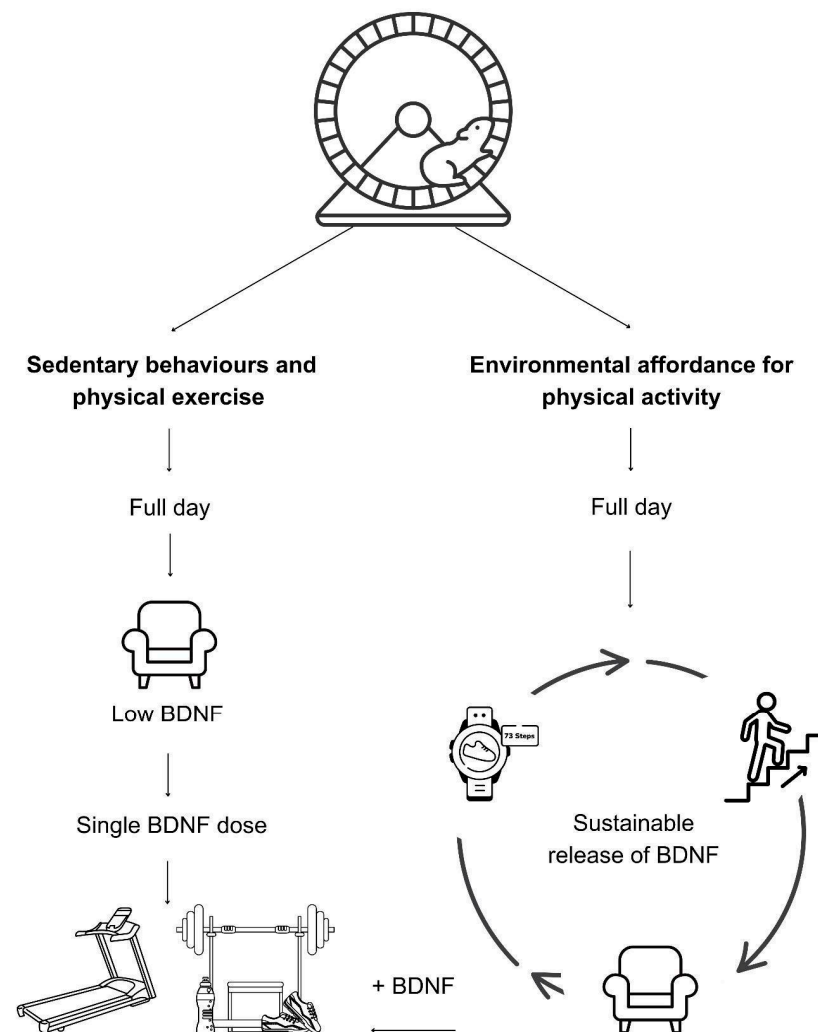 Sedentary behaviours and
physical exercise
Environmental affordance for
physical activity
Full day
Full day
Low BDNF
73 Steps
Single BDNF dose
Sustainable
release of BDNF
+ BDNF